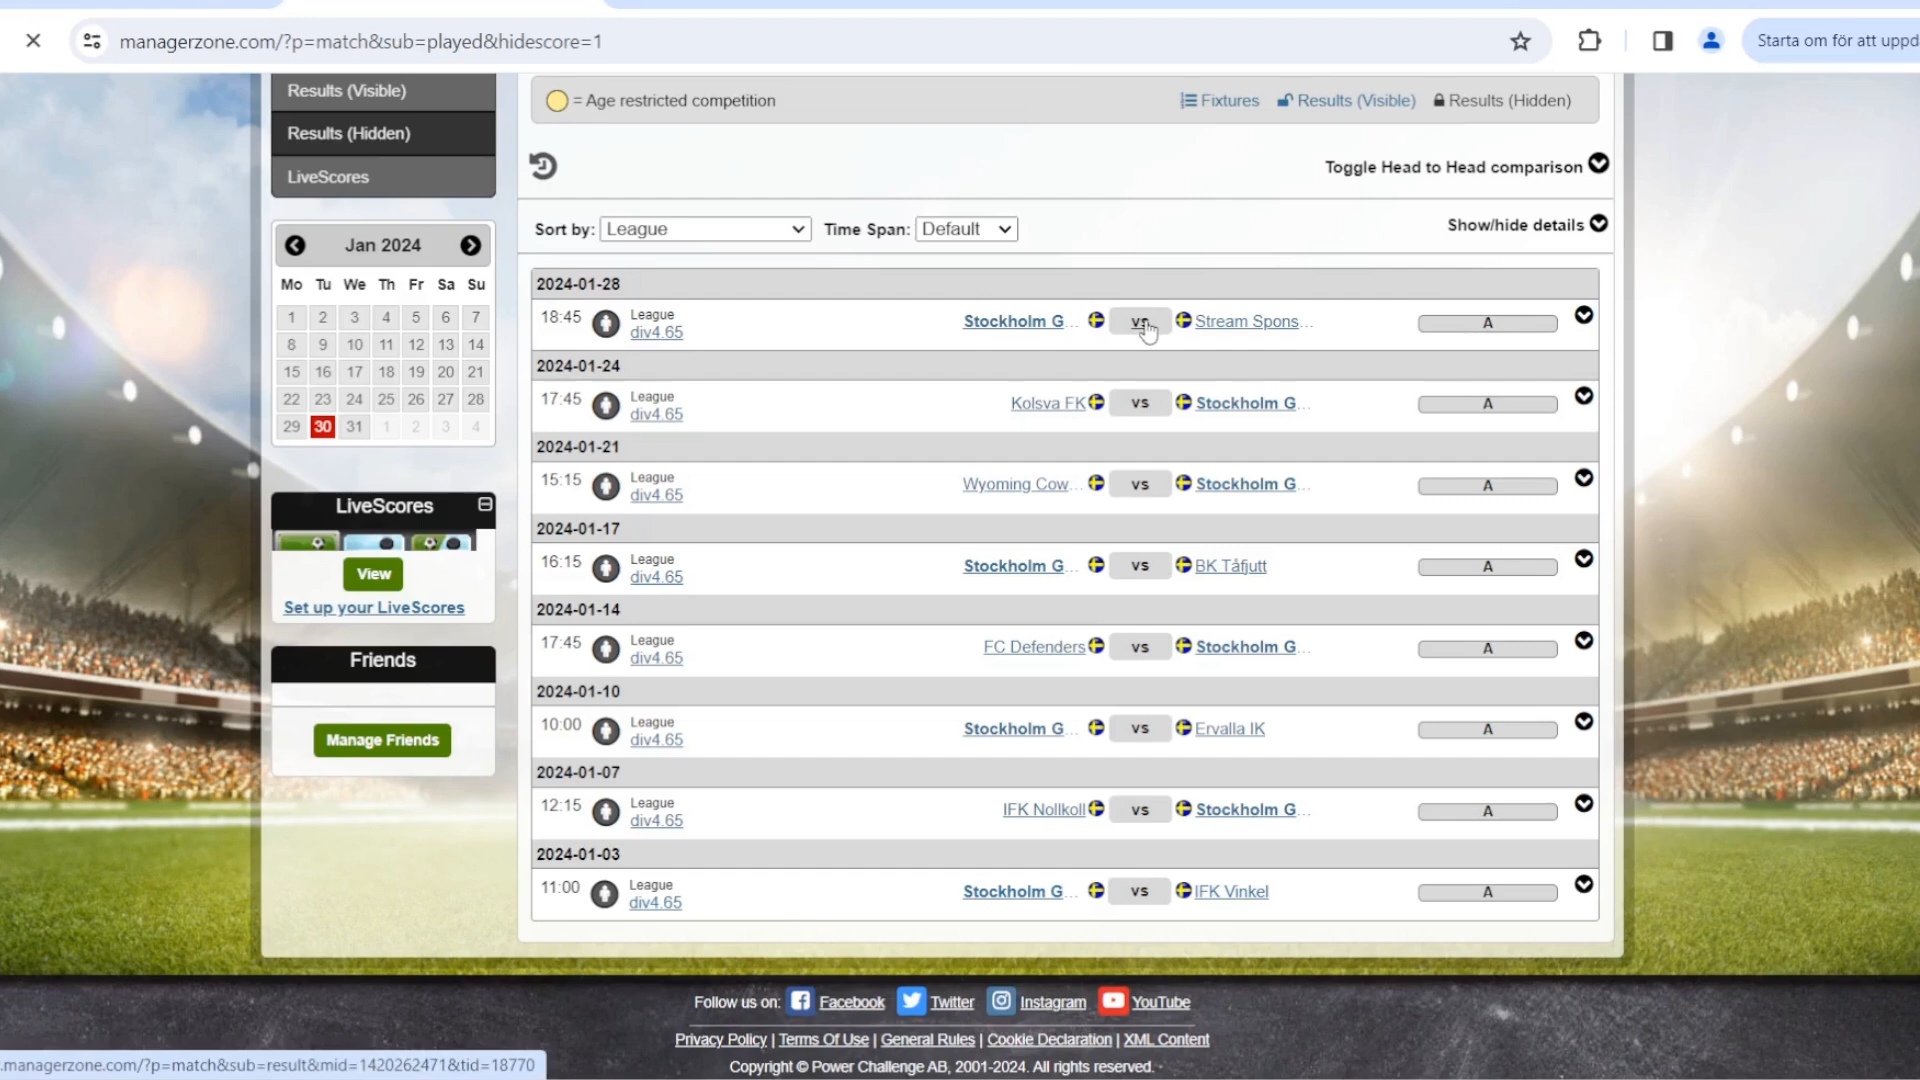 managerzone.com/?p=match&sub=played&hidescore=1
Starta om för att uppd
Results (Visible)
Results (Hidden)
LiveScores
= Age restricted competition
Fixtures Results (Visible) Results (Hidden)
Toggle Head to Head comparison
Sort by: League Time Span: Default
Show/hide details
Jan 2024
Mo Tu We Th Fr Sa Su
1 2 3 4 5 6 7
8 9 10 11 12 13 14
15 16 17 18 19 20 21
22 23 24 25 26 27 28
29 30 31 1 2 3 4
LiveScores
View
Set up your LiveScores
Friends
Manage Friends
2024-01-28
18:45 League
div4.65
Stockholm G... vs Stream Spons... A
2024-01-24
17:45 League
div4.65
Kolsva FK vs Stockholm G... A
2024-01-21
15:15 League
div4.65
Wyoming Cow... vs Stockholm G... A
2024-01-17
16:15 League
div4.65
Stockholm G... vs BK Tåfjutt A
2024-01-14
17:45 League
div4.65
FC Defenders vs Stockholm G... A
2024-01-10
10:00 League
div4.65
Stockholm G... vs Ervalla IK A
2024-01-07
12:15 League
div4.65
IFK Nollkoll vs Stockholm G... A
2024-01-03
11:00 League
div4.65
Stockholm G... vs IFK Vinkel A
Follow us on: Facebook Twitter Instagram YouTube
Privacy Policy | Terms Of Use | General Rules | Cookie Declaration | XML Content
Copyright © Power Challenge AB, 2001-2024. All rights reserved.
.managerzone.com/?p=match&sub=result&mid=1420262471&tid=18770